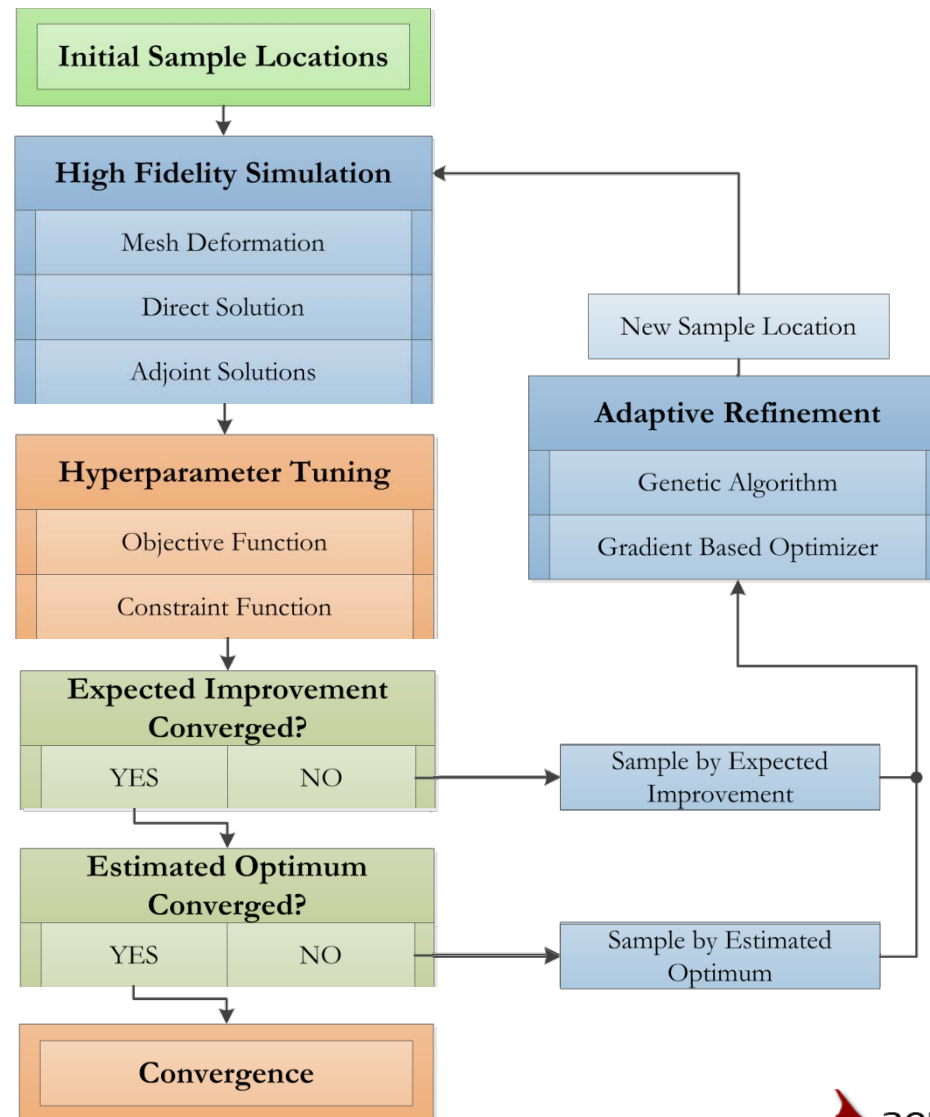 Initial Sample Locations
High Fidelity Simulation
Mesh Deformation
Direct Solution
Adjoint Solutions
Hyperparameter Tuning
Objective Function
Constraint Function
Expected Improvement
Converged?
YES
NO
Estimated Optimum
Converged?
YES
NO
Convergence
Sample by Expected
Improvement
Sample by Estimated
Optimum
New Sample Location
Adaptive Refinement
Genetic Algorithm
Gradient Based Optimizer